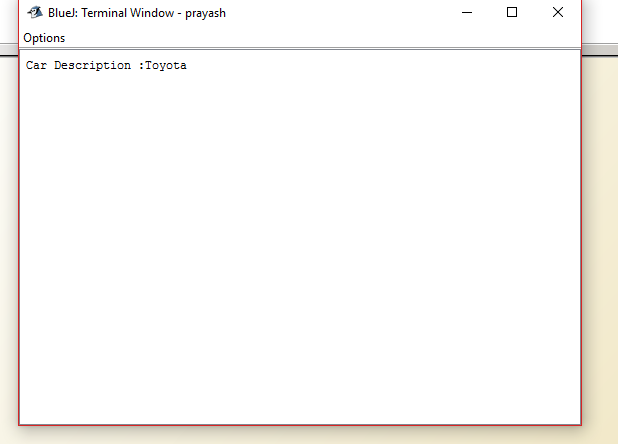 BlueJ: Terminal Window - prayash
Options
Car Description :Toyota